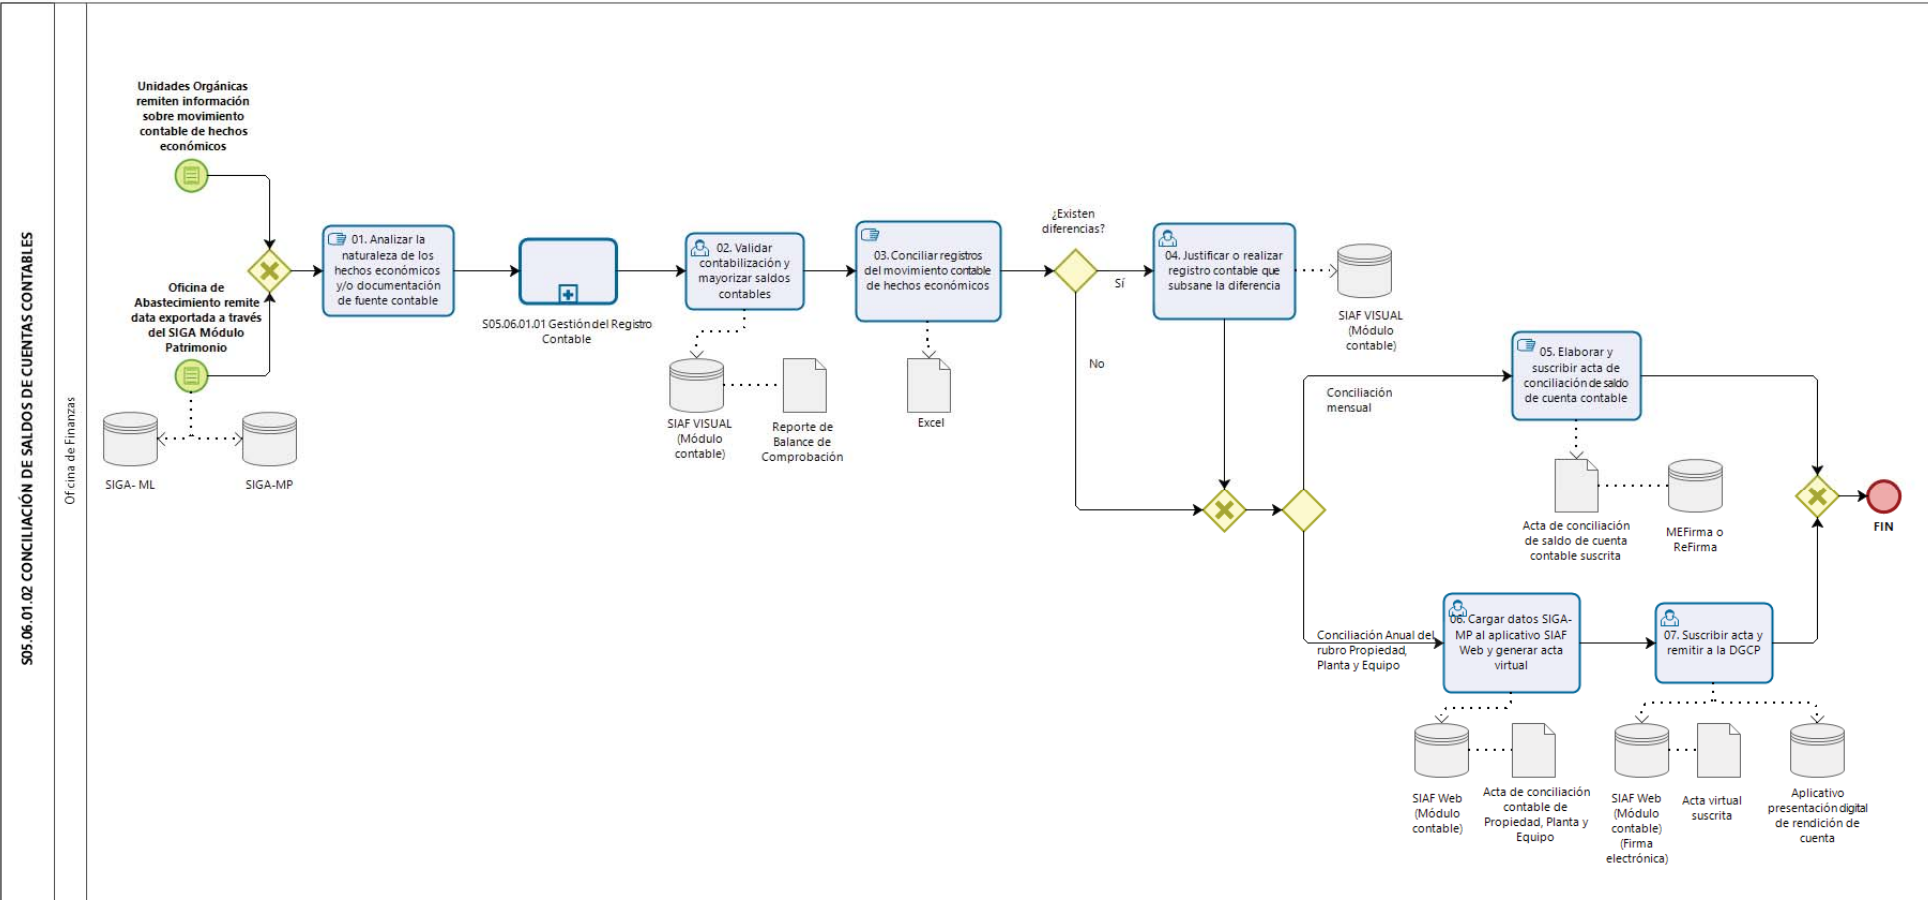 S05.06.01.02 CONCILIACIÓN DE SALDOS DE CUENTAS CONTABLES
Oficina de Finanzas
Unidades Orgánicas
remiten información
sobre movimiento
contable de hechos
económicos
Oficina de
Abastecimiento remite
data exportada a través
del SIGA Módulo
Patrimonio
SIGA- ML
SIGA-MP
01. Analizar la
naturaleza de los
hechos económicos
y/o documentación
de fuente contable
S05.06.01.01 Gestión del Registro
Contable
02. Validar
contabilización y
mayorizar saldos
contables
SIAF VISUAL
(Módulo
contable)
Reporte de
Balance de
Comprobación
03. Conciliar registros
del movimiento contable
de hechos económicos
Excel
¿Existen
diferencias?
Sí
No
04. Justificar o realizar
registro contable que
subsane la diferencia
SIAF VISUAL
(Módulo
contable)
Conciliación
mensual
05. Elaborar y
suscribir acta de
conciliación de saldo
de cuenta contable
Acta de conciliación
de saldo de cuenta
contable suscrita
MEFirma o
ReFirma
FIN
Conciliación Anual del
rubro Propiedad,
Planta y Equipo
06. Cargar datos SIGA-
MP al aplicativo SIAF
Web y generar acta
virtual
SIAF Web
(Módulo
contable)
Acta de conciliación
contable de
Propiedad, Planta y
Equipo
07. Suscribir acta y
remitir a la DGCP
SIAF Web
(Módulo
contable)
(Firma
electrónica)
Acta virtual
suscrita
Aplicativo
presentación digital
de rendición de
cuenta